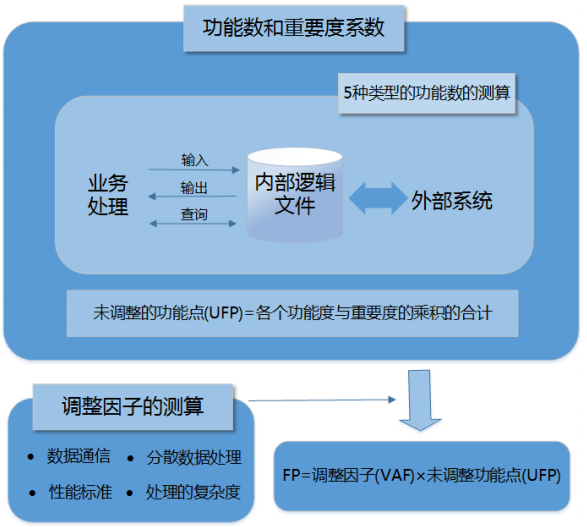 功能数和重要度系数
5种类型的功能数的测算
业务
处理
输入
输出
查询
内部逻辑
文件
外部系统
未调整的功能点(UFP)=各个功能度与重要度的乘积的合计
调整因子的测算
• 数据通信 • 分散数据处理
• 性能标准 • 处理的复杂度
FP=调整因子(VAF)×未调整功能点(UFP)